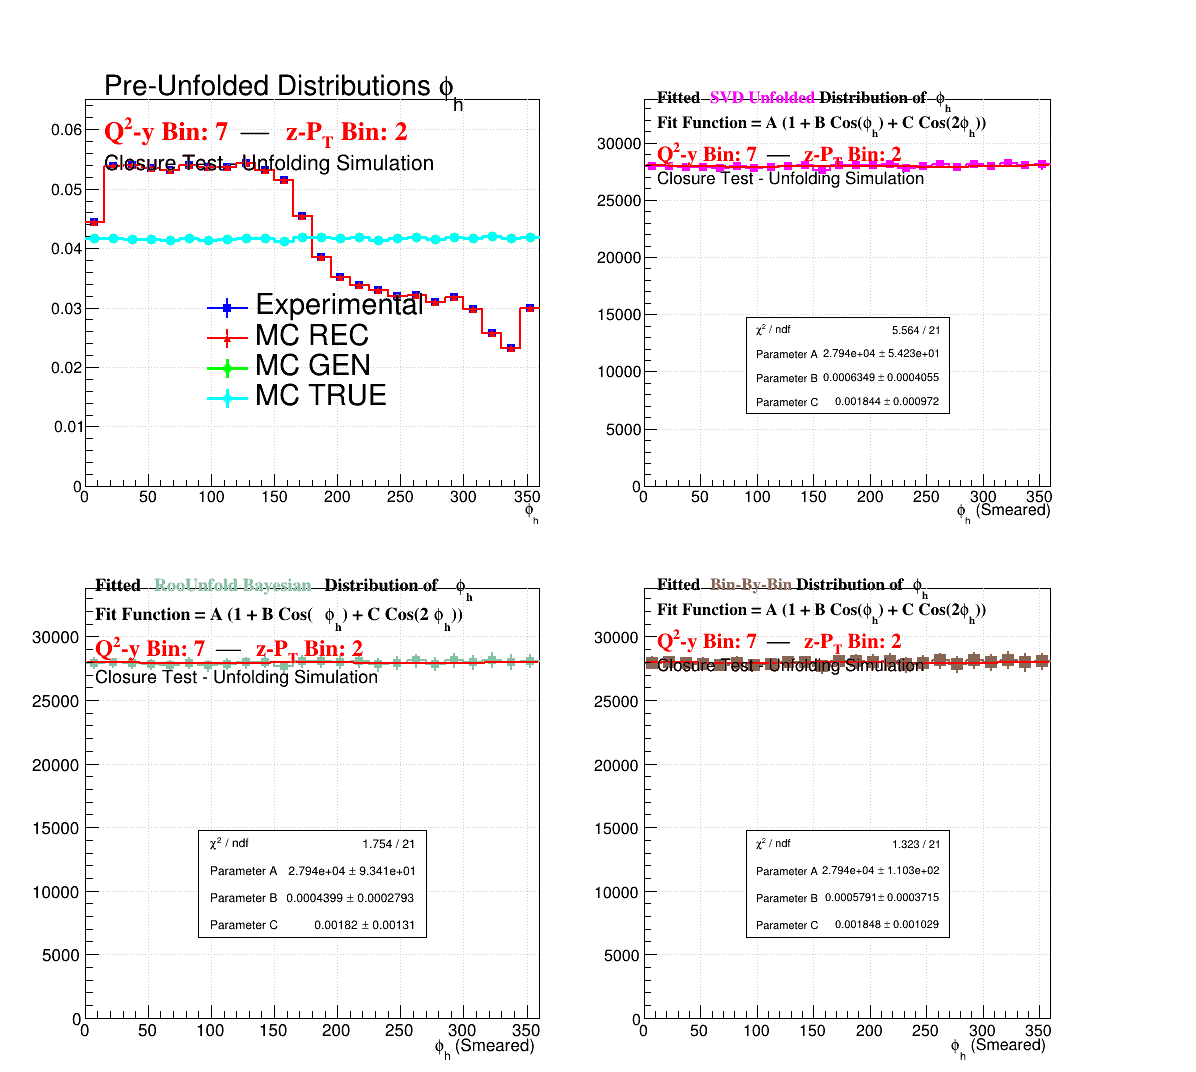 Pre-Unfolded Distributions ϕh
Q²-y Bin: 7 — z-PT Bin: 2
Closure Test - Unfolding Simulation
0.06
0.05
0.04
0.03
0.02
0.01
0
Experimental
MC REC
MC GEN
MC TRUE
0 50 100 150 200 250 300 350
ϕh
Fitted SVD Unfolded Distribution of ϕh
Fit Function = A (1 + B Cos(ϕh) + C Cos(2ϕh))
Q²-y Bin: 7 — z-PT Bin: 2
Closure Test - Unfolding Simulation
30000
25000
20000
15000
10000
5000
0
χ² / ndf 5.564 / 21
Parameter A 2.794e+04 ± 5.423e+01
Parameter B 0.0006349 ± 0.0004055
Parameter C 0.001844 ± 0.000972
0 50 100 150 200 250 300 350
ϕh (Smeared)
Fitted RooUnfold Bayesian Distribution of ϕh
Fit Function = A (1 + B Cos( ϕh) + C Cos(2 ϕh))
Q²-y Bin: 7 — z-PT Bin: 2
Closure Test - Unfolding Simulation
30000
25000
20000
15000
10000
5000
0
χ² / ndf 1.754 / 21
Parameter A 2.794e+04 ± 9.341e+01
Parameter B 0.0004399 ± 0.0002793
Parameter C 0.00182 ± 0.00131
0 50 100 150 200 250 300 350
ϕh (Smeared)
Fitted Bin-By-Bin Distribution of ϕh
Fit Function = A (1 + B Cos(ϕh) + C Cos(2ϕh))
Q²-y Bin: 7 — z-PT Bin: 2
Closure Test - Unfolding Simulation
30000
25000
20000
15000
10000
5000
0
χ² / ndf 1.323 / 21
Parameter A 2.794e+04 ± 1.103e+02
Parameter B 0.0005791 ± 0.0003715
Parameter C 0.001848 ± 0.001029
0 50 100 150 200 250 300 350
ϕh (Smeared)